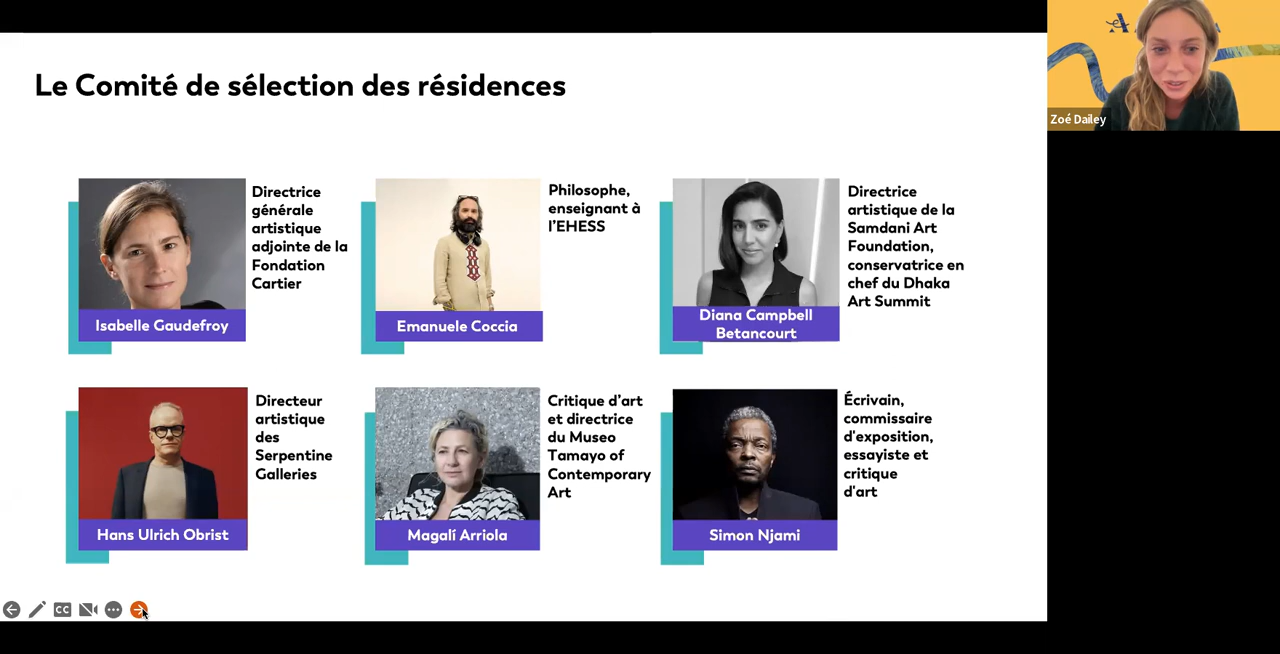 Le Comité de sélection des résidences
Directrice
générale
artistique
adjointe de la
Fondation
Cartier
Isabelle Gaudefroy
Philosophe,
enseignant à
l'EHESS
Emanuele Coccia
Directrice
artistique de la
Samdani Art
Foundation,
conservatrice en
chef du Dhaka
Art Summit
Diana Campbell
Betancourt
Directeur
artistique
des
Serpentine
Galleries
Hans Ulrich Obrist
Critique d'art
et directrice
du Museo
Tamayo of
Contemporary
Art
Magalí Arriola
Écrivain,
commissaire
d'exposition,
essayiste et
critique
d'art
Simon Njami
CC
Zoé Dailey